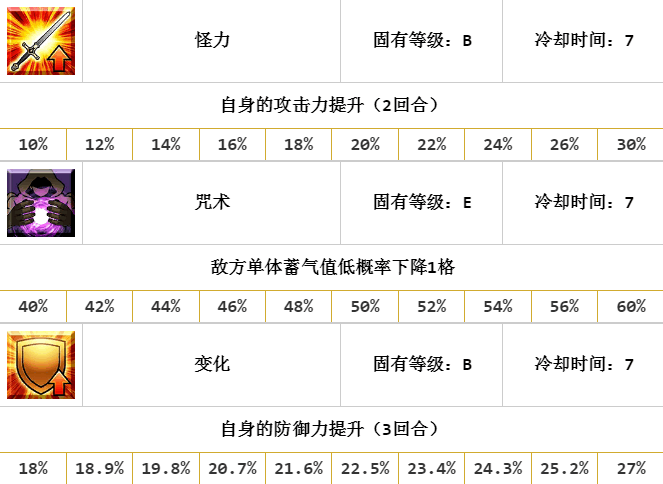 怪力 固有等级：B 冷却时间：7
自身的攻击力提升（2回合）
10% 12% 14% 16% 18% 20% 22% 24% 26% 30%
咒术 固有等级：E 冷却时间：7
敌方单体蓄气值低概率下降1格
40% 42% 44% 46% 48% 50% 52% 54% 56% 60%
变化 固有等级：B 冷却时间：7
自身的防御力提升（3回合）
18% 18.9% 19.8% 20.7% 21.6% 22.5% 23.4% 24.3% 25.2% 27%